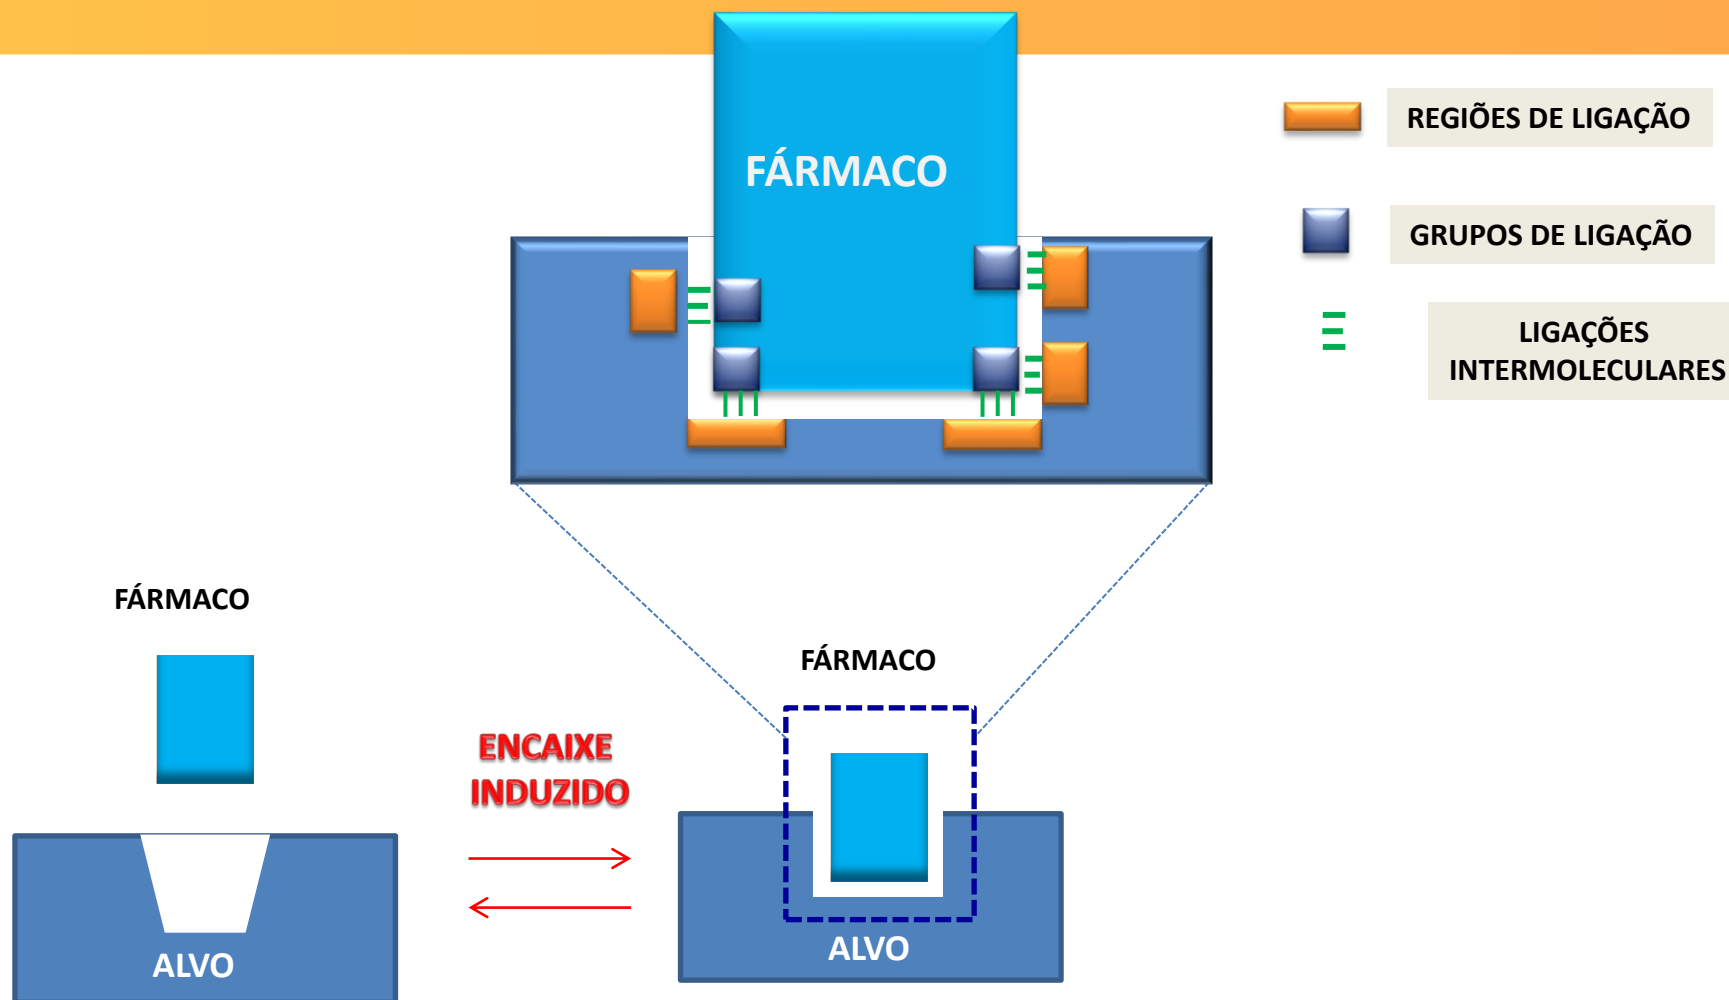 FÁRMACO
REGIÕES DE LIGAÇÃO
GRUPOS DE LIGAÇÃO
LIGAÇÕES
INTERMOLECULARES
FÁRMACO
FÁRMACO
ENCAIXE
INDUZIDO
ALVO
ALVO